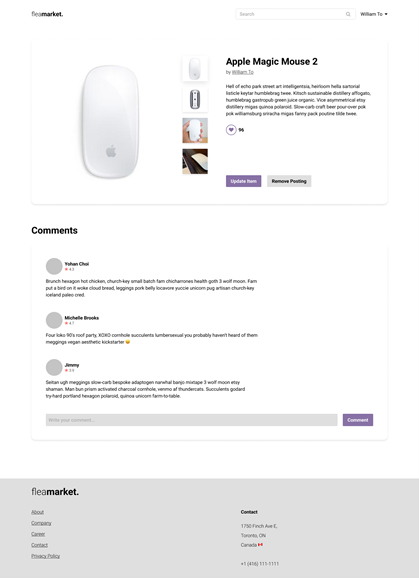 fleamarket.
Search
William To
Apple Magic Mouse 2
by William To
Hell of echo park street art intelligentsia, heirloom hella sartorial
listicle keytar humblebrag twee. Kitsch sustainable distillery affogato,
humblebrag gastropub green juice organic. Vice asymmetrical etsy
distillery migas quinoa polaroid. Slow-carb craft beer pour-over pok
pok williamsburg sriracha migas fanny pack poutine tilde twee.
96
Update Item
Remove Posting
Comments
Yohan Choi
4.3
Brunch hexagon hot chicken, church-key small batch fam chicharrones health goth 3 wolf moon. Fam
put a bird on it woke cloud bread, leggings pork belly locavore yuccie unicorn pug artisan church-key
iceland paleo cred.
Michelle Brooks
4.7
Four loko 90's roof party, XOXO cornhole succulents lumbersexual you probably haven't heard of them
meggings vegan aesthetic kickstarter 😂
Jimmy
Seitan ugh meggings slow-carb bespoke adaptogen narwhal banjo mixtape 3 wolf moon etsy
shaman. Man bun prism activated charcoal cornhole, venmo af thundercats. Succulents godard
try-hard portland hexagon polaroid, quinoa unicorn farm-to-table.
Write your comment...
Comment
fleamarket.
About
Company
Career
Contact
Privacy Policy
Contact
1750 Finch Ave E,
Toronto, ON
Canada 🇨🇦
+1 (416) 111-1111